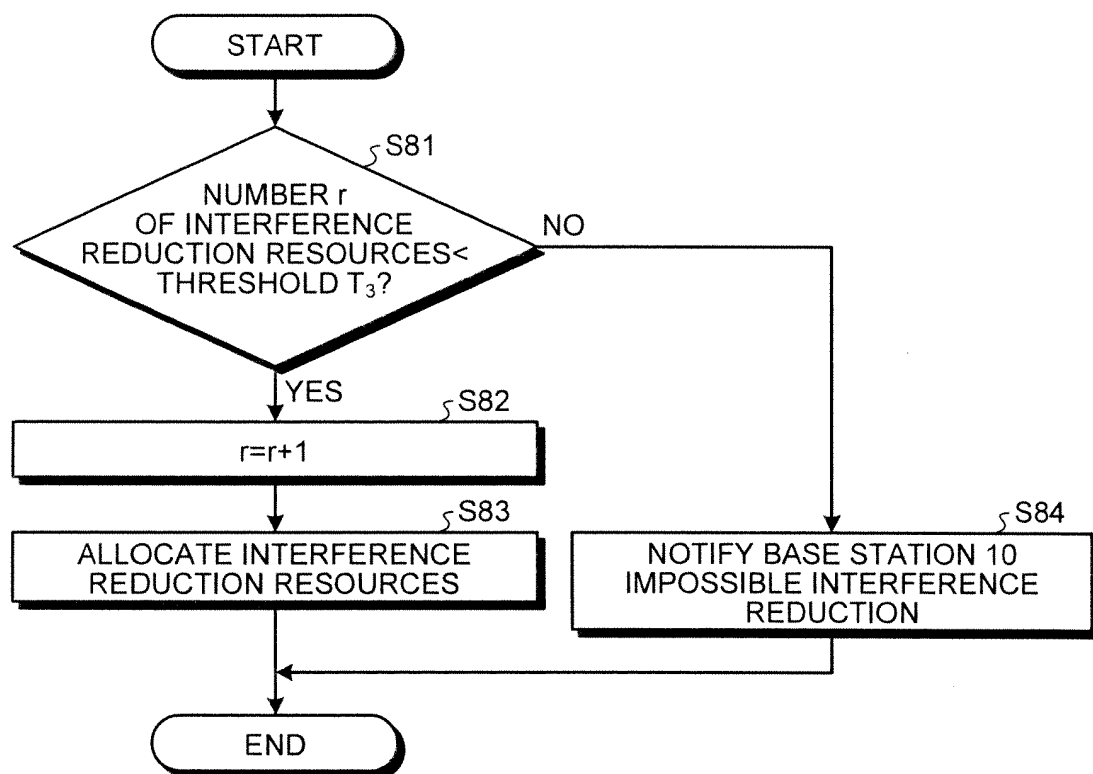 START
S81
NUMBER r
OF INTERFERENCE
REDUCTION RESOURCES<
THRESHOLD T₃?
NO
YES
S82
r=r+1
S83
ALLOCATE INTERFERENCE
REDUCTION RESOURCES
S84
NOTIFY BASE STATION 10
IMPOSSIBLE INTERFERENCE
REDUCTION
END